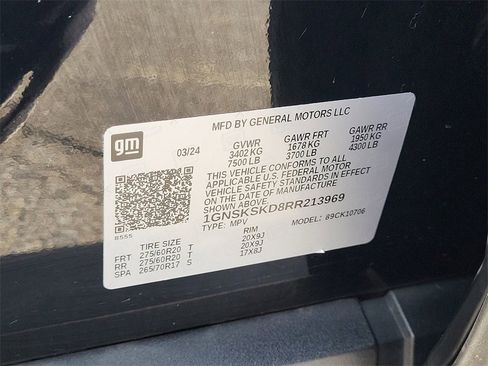 MFD BY GENERAL MOTORS LLC
gm
03/24
GVWR GAWR FRT GAWR RR
3402 KG 1678 KG 1950 KG
7500 LB 3700 LB 4300 LB
THIS VEHICLE CONFORMS TO ALL
APPLICABLE U.S. FEDERAL MOTOR
VEHICLE SAFETY STANDARDS IN EFFECT
ON THE DATE OF MANUFACTURE
1GNSKSKD8RR213969
TYPE: MPV MODEL: 89CK10706
8555
TIRE SIZE RIM
FRT 275/60R20 T 20X9J
RR 275/60R20 T 20X9J
SPA 265/70R17 S 17X8J